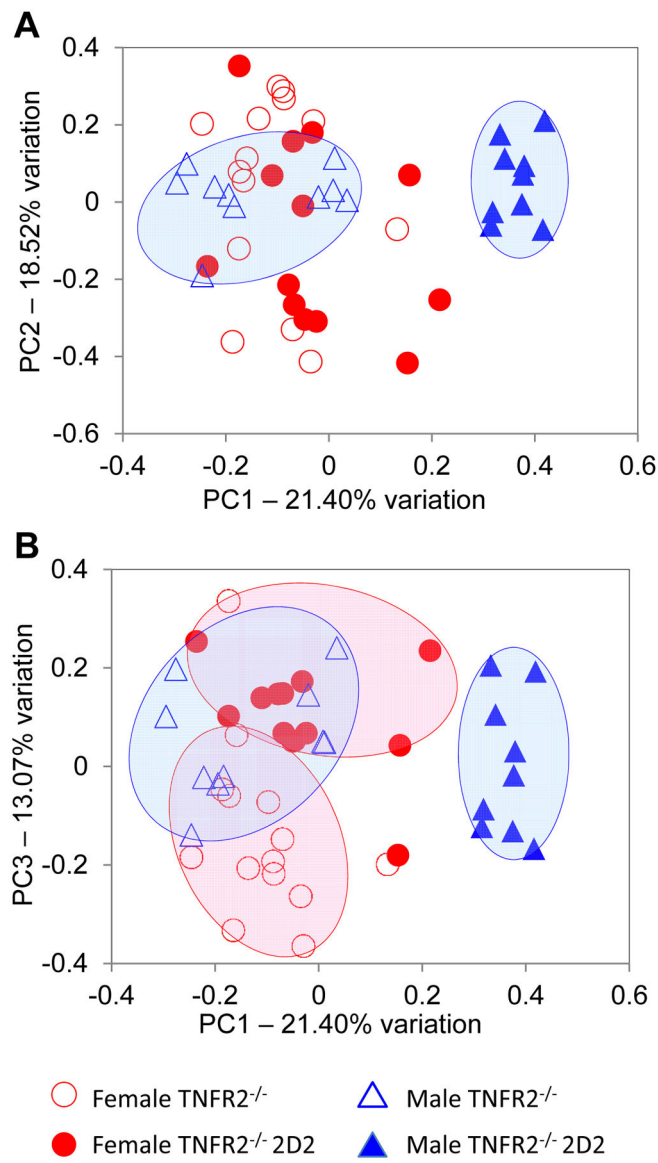 A
0.4
0.2
0
-0.2
-0.4
-0.6
PC2 – 18.52% variation
-0.4 -0.2 0 0.2 0.4 0.6
PC1 – 21.40% variation
B
0.4
0.2
0
-0.2
-0.4
PC3 – 13.07% variation
-0.4 -0.2 0 0.2 0.4 0.6
PC1 – 21.40% variation
Female TNFR2-/- Male TNFR2-/-
Female TNFR2-/- 2D2 Male TNFR2-/- 2D2